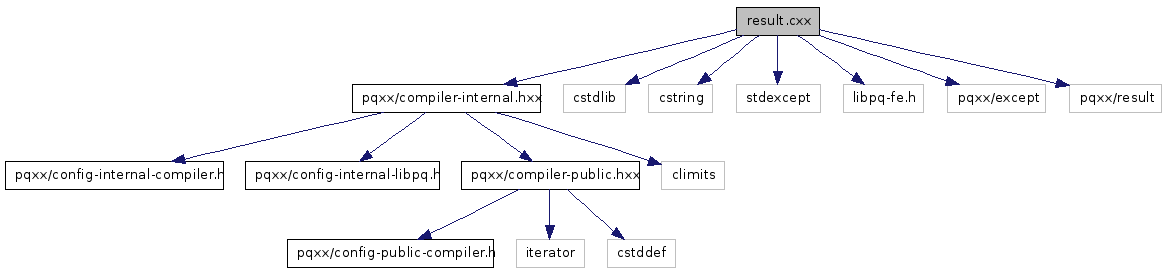 result.cxx
pqxx/compiler-internal.hxx
cstdlib
cstring
stdexcept
libpq-fe.h
pqxx/except
pqxx/result
pqxx/config-internal-compiler.h
pqxx/config-internal-libpq.h
pqxx/compiler-public.hxx
climits
pqxx/config-public-compiler.h
iterator
cstddef